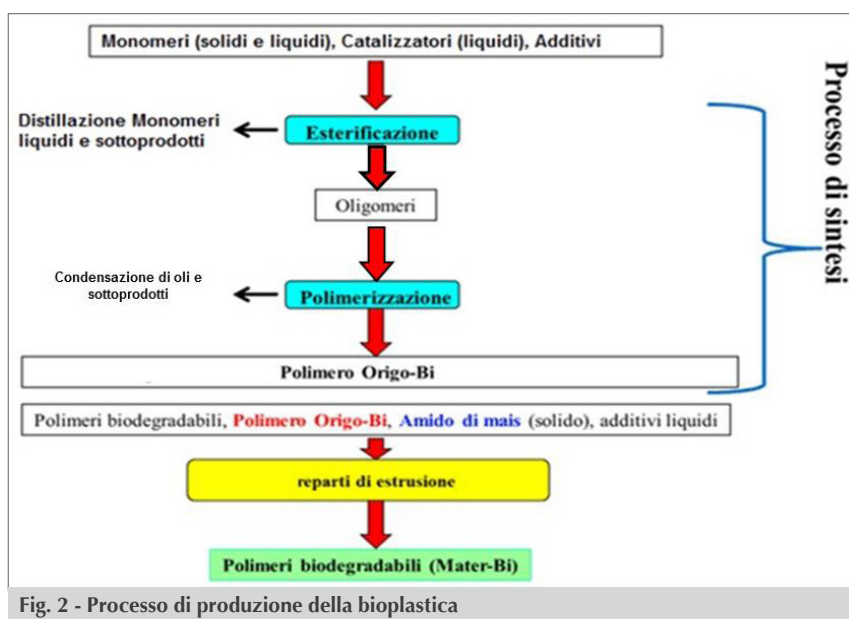 Monomeri (solidi e liquidi), Catalizzatori (liquidi), Additivi
Distillazione Monomeri
liquidi e sottoprodotti
Esterificazione
Oligomeri
Condensazione di oli e
sottoprodotti
Polimerizzazione
Polimero Origo-Bi
Processo di sintesi
Polimeri biodegradabili, Polimero Origo-Bi, Amido di mais (solido), additivi liquidi
reparti di estrusione
Polimeri biodegradabili (Mater-Bi)
Fig. 2 - Processo di produzione della bioplastica